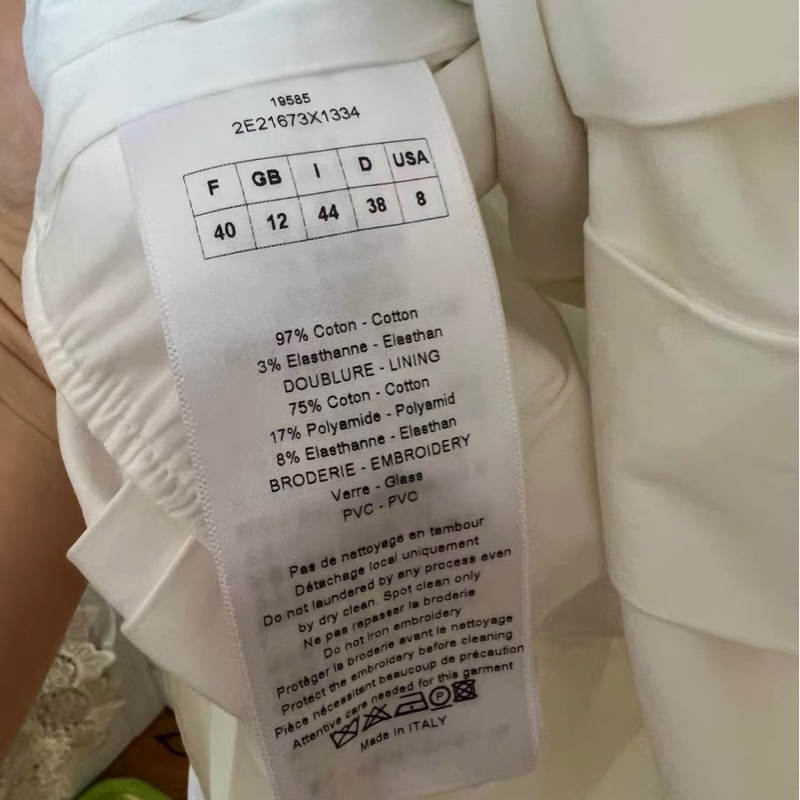 19585
2E21673X1334
F GB I D USA
40 12 44 38 8
97% Coton - Cotton
3% Elasthanne - Elasthan
DOUBLURE - LINING
75% Coton - Cotton
17% Polyamide - Polyamid
8% Elasthanne - Elasthan
BRODERIE - EMBROIDERY
Verre - Glass
PVC - PVC
Pas de nettoyage en tambour
Détachage local uniquement
Do not laundered by any process even
by dry clean. Spot clean only
Ne pas repasser la broderie
Do not iron embroidery
Protèger la broderie avant le nettoyage
Protect the embroidery before cleaning
Pièce nécessitant beaucoup de précaution
Attentive care needed for this garment
P
Made In ITALY